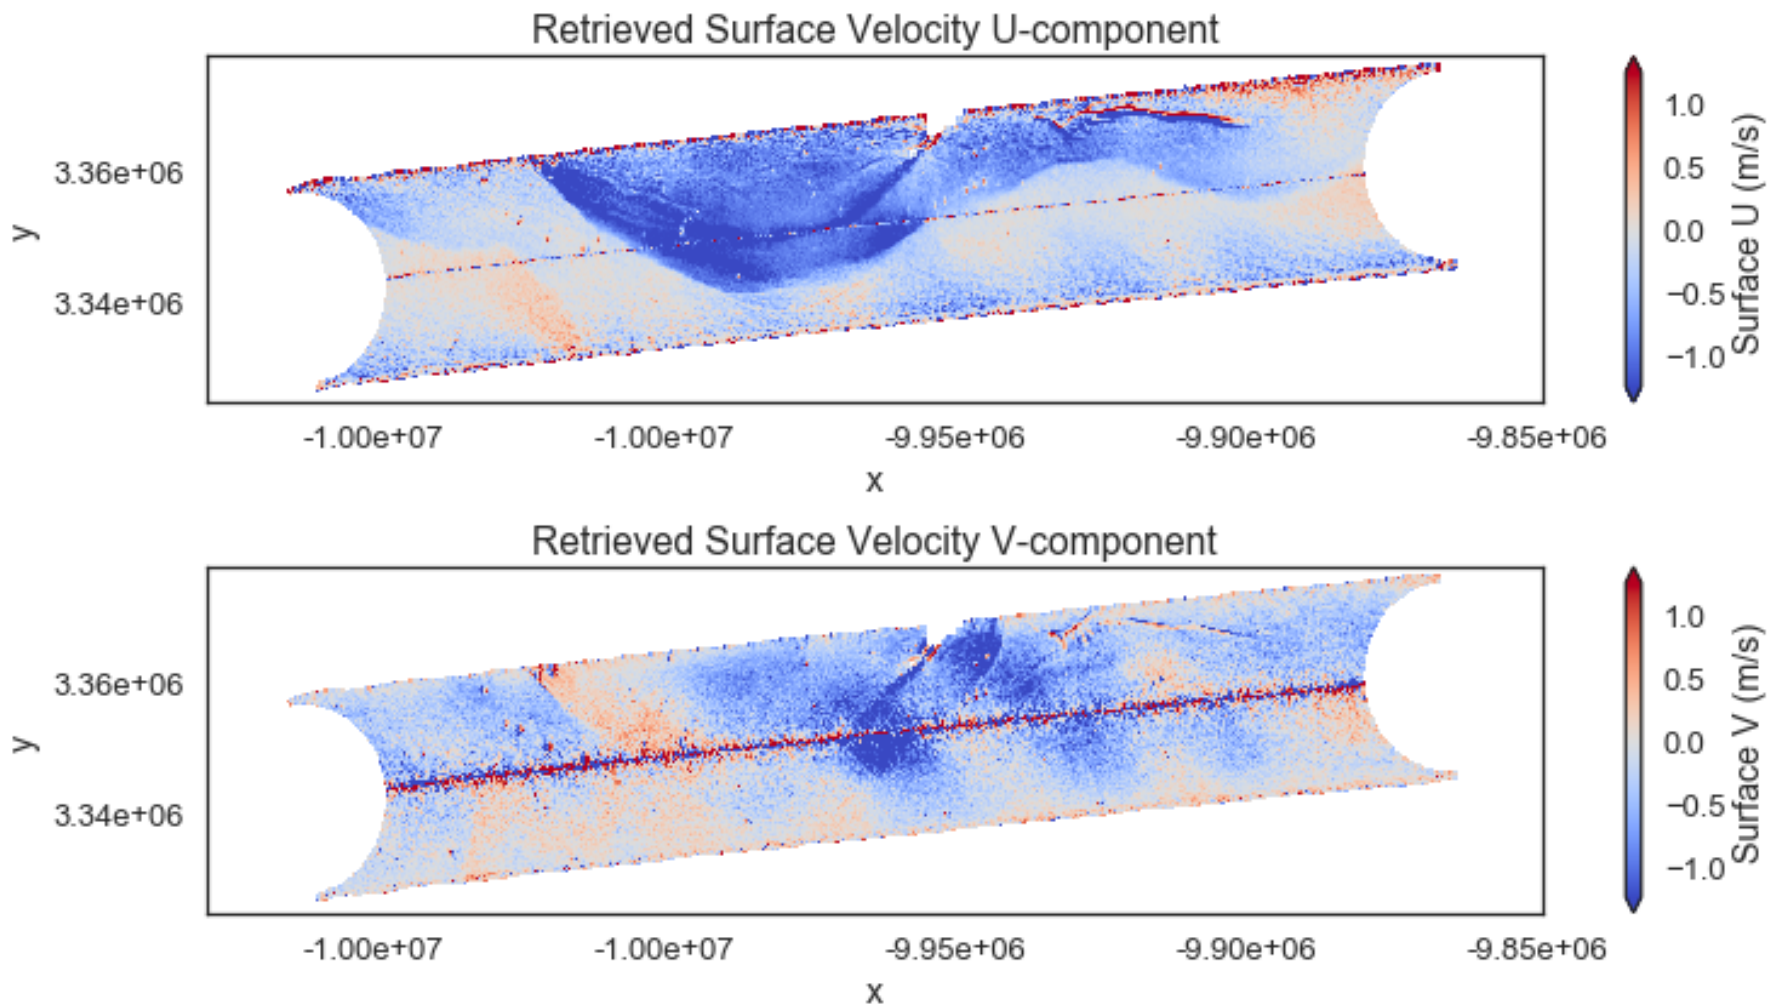 Retrieved Surface Velocity U-component
3.36e+06
3.34e+06
y
-1.00e+07
-1.00e+07
-9.95e+06
-9.90e+06
-9.85e+06
x
1.0
0.5
0.0
−0.5
−1.0
Surface U (m/s)
Retrieved Surface Velocity V-component
3.36e+06
3.34e+06
y
-1.00e+07
-1.00e+07
-9.95e+06
-9.90e+06
-9.85e+06
x
1.0
0.5
0.0
−0.5
−1.0
Surface V (m/s)